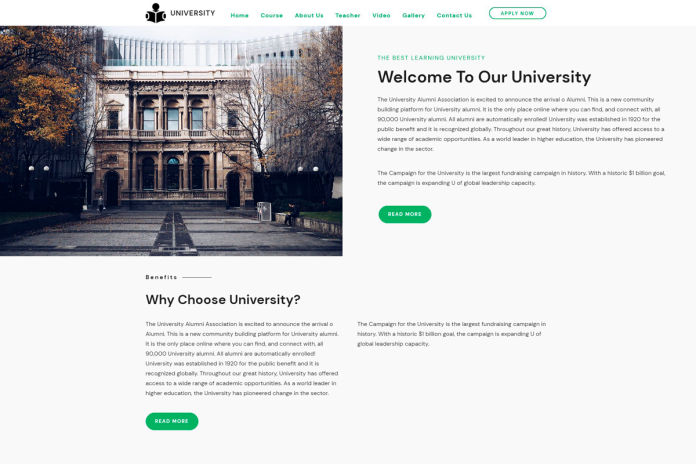 UNIVERSITY
Home Course About Us Teacher Video Gallery Contact Us
APPLY NOW
THE BEST LEARNING UNIVERSITY
Welcome To Our University
The University Alumni Association is excited to announce the arrival o Alumni. This is a new community
building platform for University alumni. It is the only place online where you can find, and connect with, all
90,000 University alumni. All alumni are automatically enrolled! University was established in 1920 for the
public benefit and it is recognized globally. Throughout our great history, University has offered access to a
wide range of academic opportunities. As a world leader in higher education, the University has pioneered
change in the sector.
The Campaign for the University is the largest fundraising campaign in history. With a historic $1 billion goal,
the campaign is expanding U of global leadership capacity.
READ MORE
Benefits
Why Choose University?
The University Alumni Association is excited to announce the arrival o
Alumni. This is a new community building platform for University alumni.
It is the only place online where you can find, and connect with, all
90,000 University alumni. All alumni are automatically enrolled!
University was established in 1920 for the public benefit and it is
recognized globally. Throughout our great history, University has offered
access to a wide range of academic opportunities. As a world leader in
higher education, the University has pioneered change in the sector.
The Campaign for the University is the largest fundraising campaign in
history. With a historic $1 billion goal, the campaign is expanding U of
global leadership capacity.
READ MORE